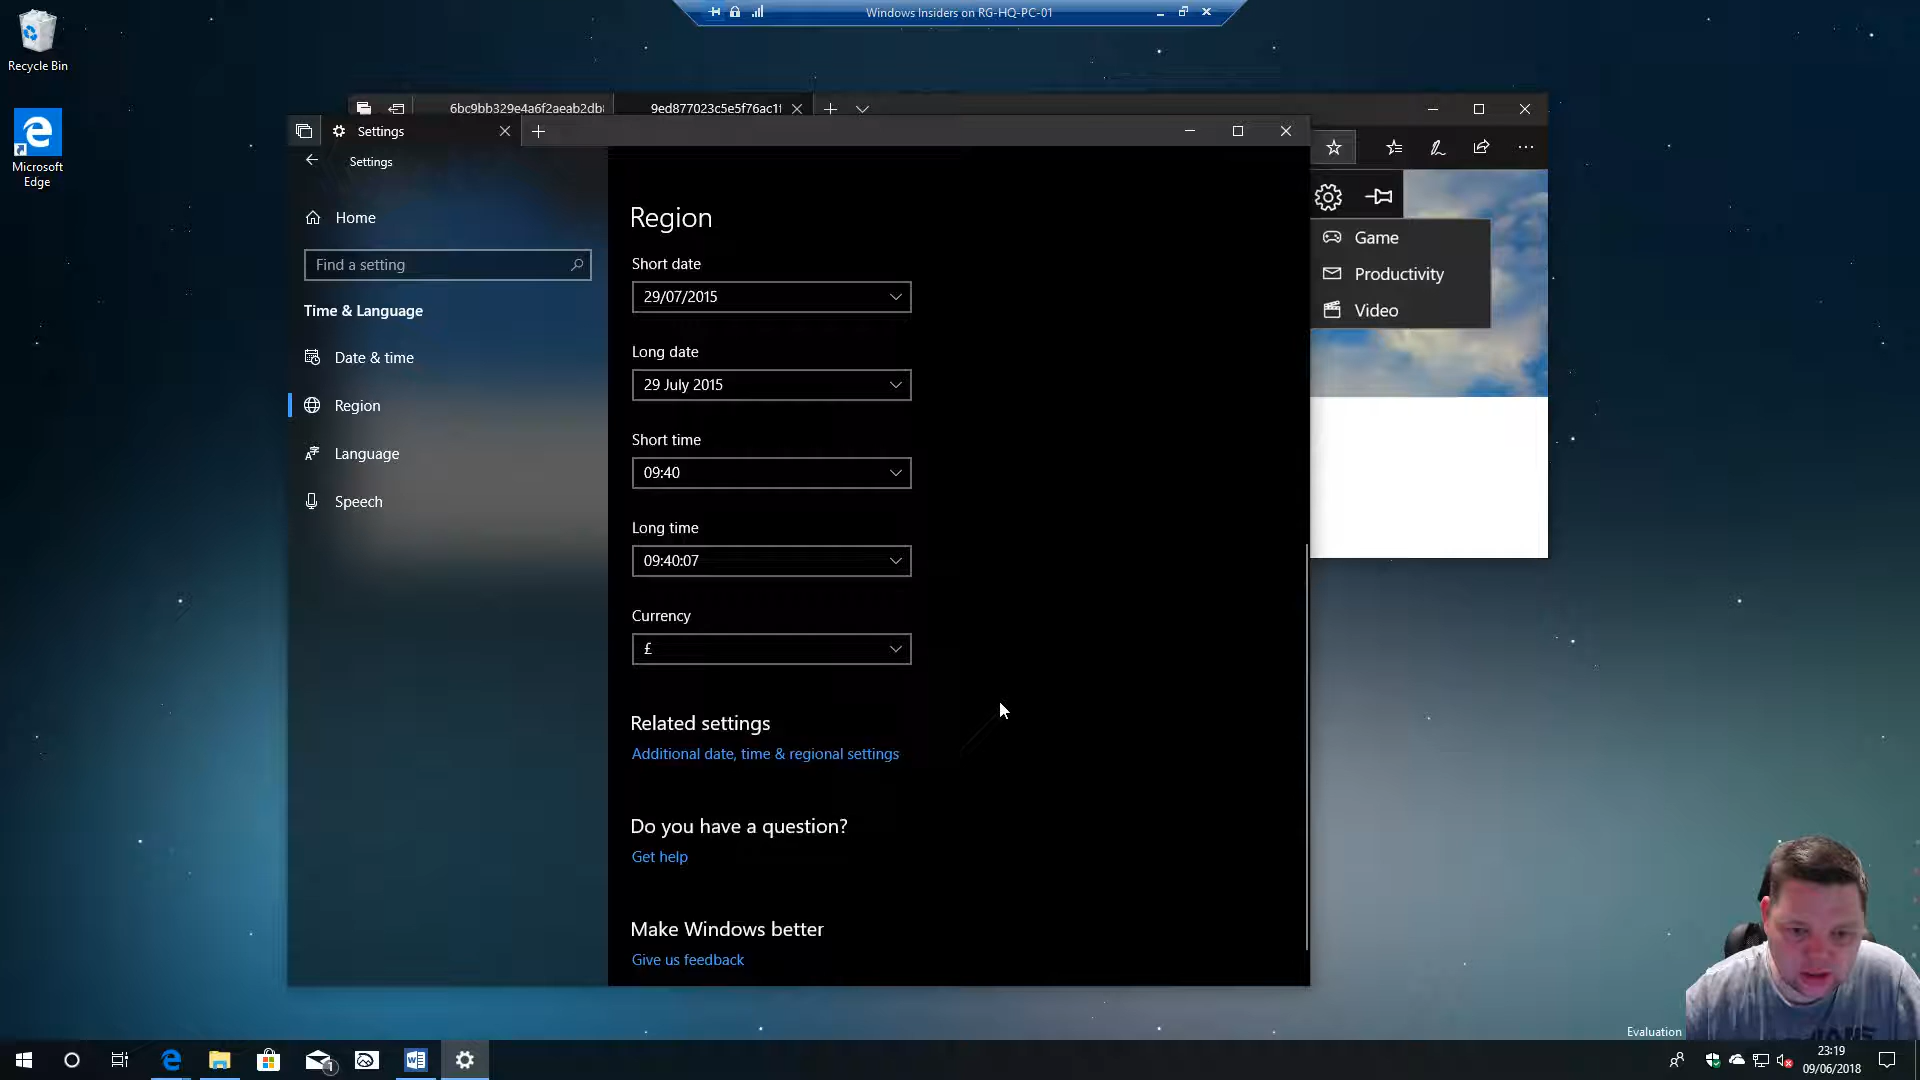 Windows Insiders on RG-HQ-PC-01
Recycle Bin
Microsoft
Edge
6bc9bb329e4a6f2aeab2db
9ed877023c5e5f76ac1
Settings
Settings
Home
Find a setting
Time & Language
Date & time
Region
Language
Speech
Region
Short date
29/07/2015
Long date
29 July 2015
Short time
09:40
Long time
09:40:07
Currency
£
Related settings
Additional date, time & regional settings
Do you have a question?
Get help
Make Windows better
Give us feedback
Game
Productivity
Video
Evaluation
1
23:19
09/06/2018